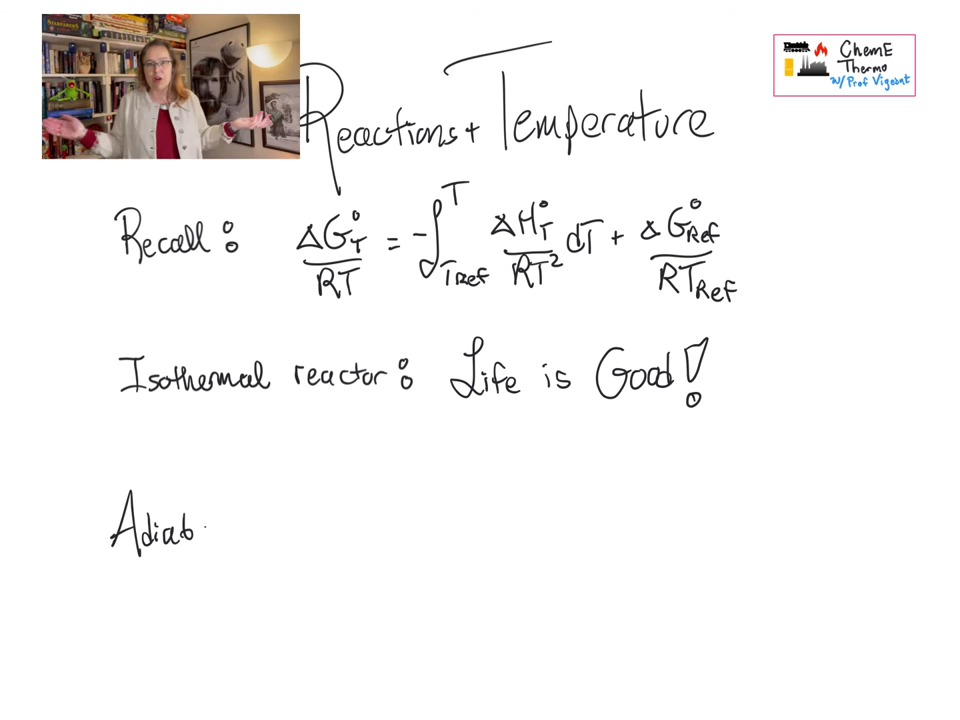 Reactions + Temperature
ChemE
Thermo
w/ Prof Vigeant
Recall: ΔG°T/RT = -∫TRef^T ΔH°T/RT² dT + ΔG°Ref/RTRef
Isothermal reactor: Life is Good!
Adiab